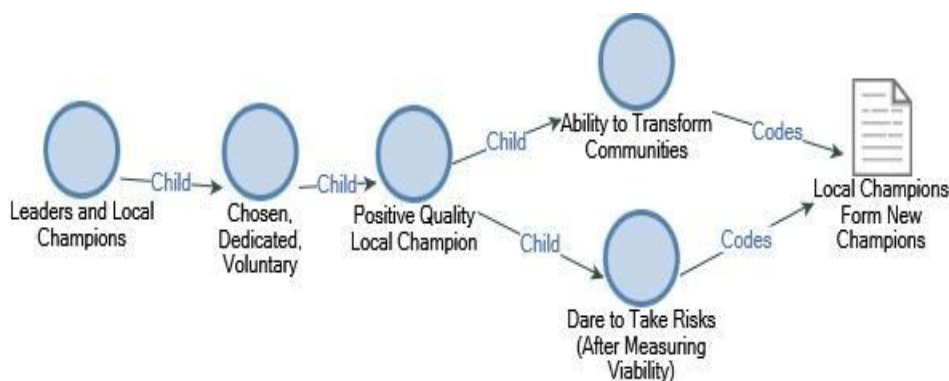 Leaders and Local
Champions
Child
Chosen,
Dedicated,
Voluntary
Child
Positive Quality
Local Champion
Child
Ability to Transform
Communities
Codes
Child
Dare to Take Risks
(After Measuring
Viability)
Codes
Local Champions
Form New
Champions